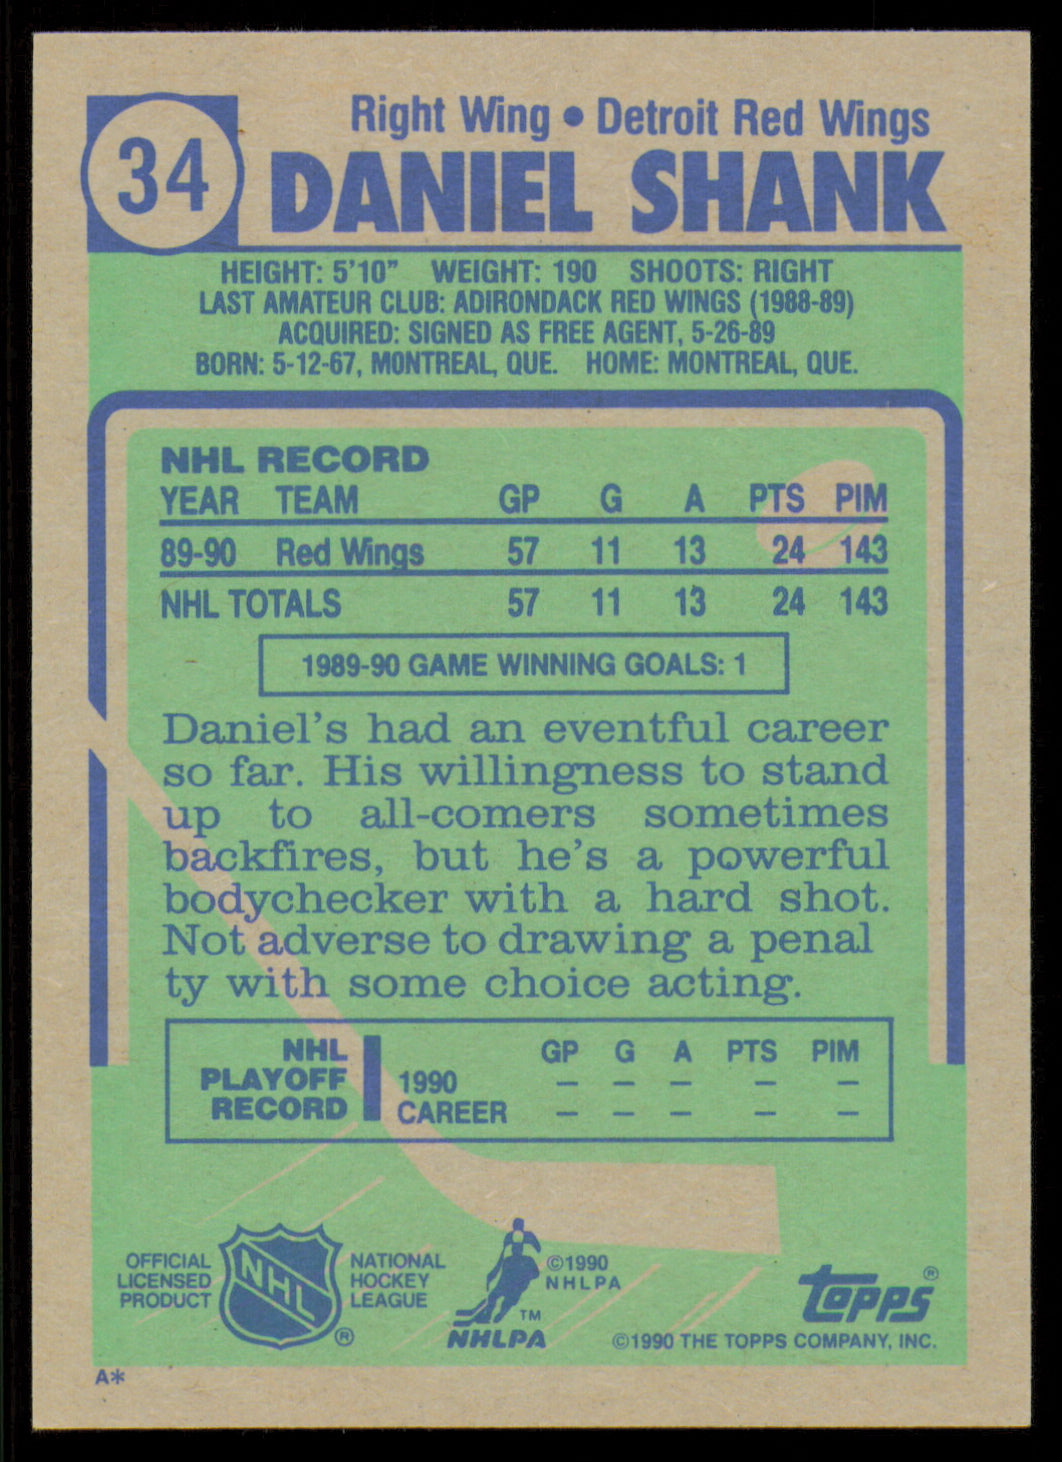 34
Right Wing • Detroit Red Wings
DANIEL SHANK
HEIGHT: 5'10" WEIGHT: 190 SHOOTS: RIGHT
LAST AMATEUR CLUB: ADIRONDACK RED WINGS (1988-89)
ACQUIRED: SIGNED AS FREE AGENT, 5-26-89
BORN: 5-12-67, MONTREAL, QUE. HOME: MONTREAL, QUE.
NHL RECORD
YEAR TEAM GP G A PTS PIM
89-90 Red Wings 57 11 13 24 143
NHL TOTALS 57 11 13 24 143
1989-90 GAME WINNING GOALS: 1
Daniel's had an eventful career
so far. His willingness to stand
up to all-comers sometimes
backfires, but he's a powerful
bodychecker with a hard shot.
Not adverse to drawing a penal
ty with some choice acting.
NHL PLAYOFF RECORD
GP G A PTS PIM
1990 – – – – –
CAREER – – – – –
OFFICIAL
LICENSED
PRODUCT
NHL
®
NATIONAL
HOCKEY
LEAGUE
TM
NHLPA
©1990
NHLPA
topps®
©1990 THE TOPPS COMPANY, INC.
A*